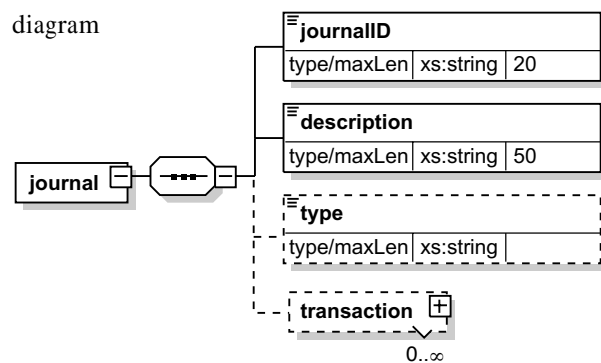 diagram
journalID
type/maxLen xs:string 20
description
type/maxLen xs:string 50
journal
type
type/maxLen xs:string
transaction
0..∞